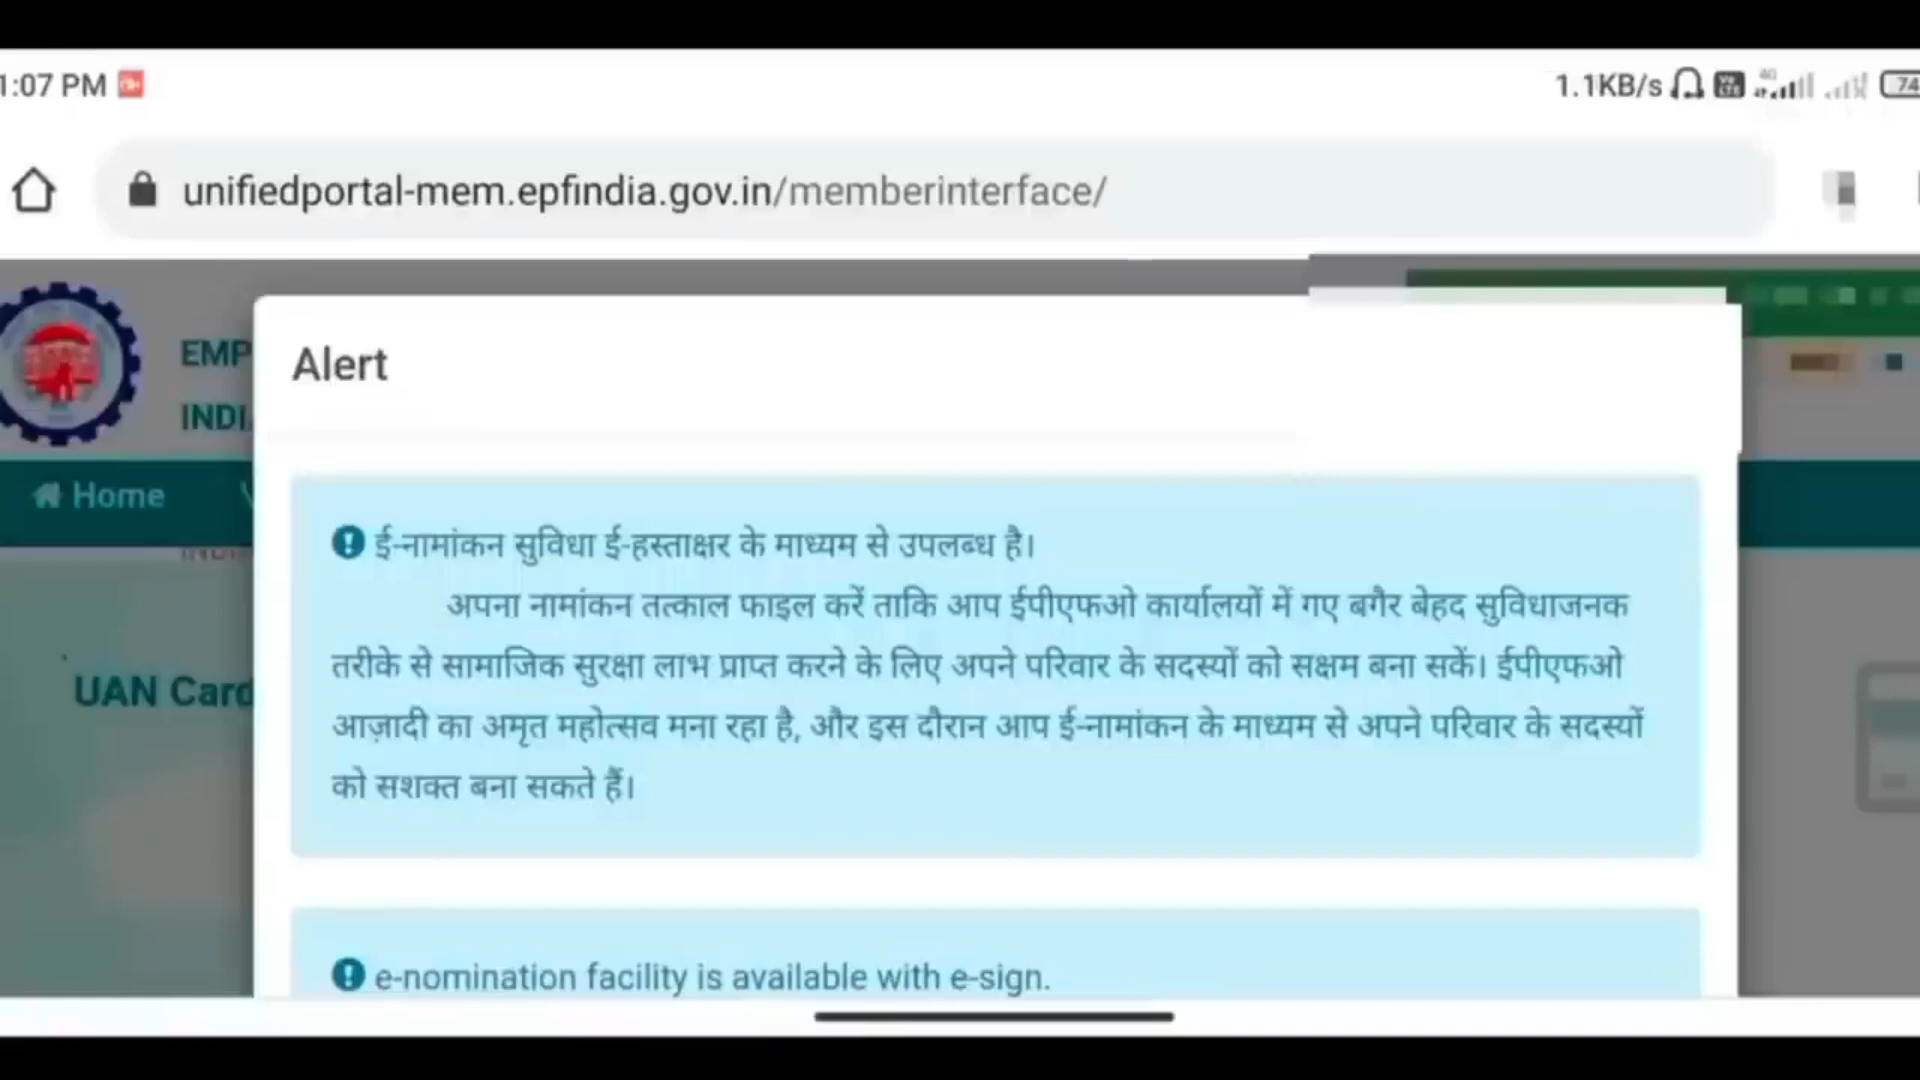 1:07 PM
1.1KB/s
74
unifiedportal-mem.epfindia.gov.in/memberinterface/
EMP
INDI
Alert
Home
ई-नामांकन सुविधा ई-हस्ताक्षर के माध्यम से उपलब्ध है।
अपना नामांकन तत्काल फाइल करें ताकि आप ईपीएफओ कार्यालयों में गए बगैर बेहद सुविधाजनक
तरीके से सामाजिक सुरक्षा लाभ प्राप्त करने के लिए अपने परिवार के सदस्यों को सक्षम बना सकें। ईपीएफओ
UAN Card
आज़ादी का अमृत महोत्सव मना रहा है, और इस दौरान आप ई-नामांकन के माध्यम से अपने परिवार के सदस्यों
को सशक्त बना सकते हैं।
e-nomination facility is available with e-sign.